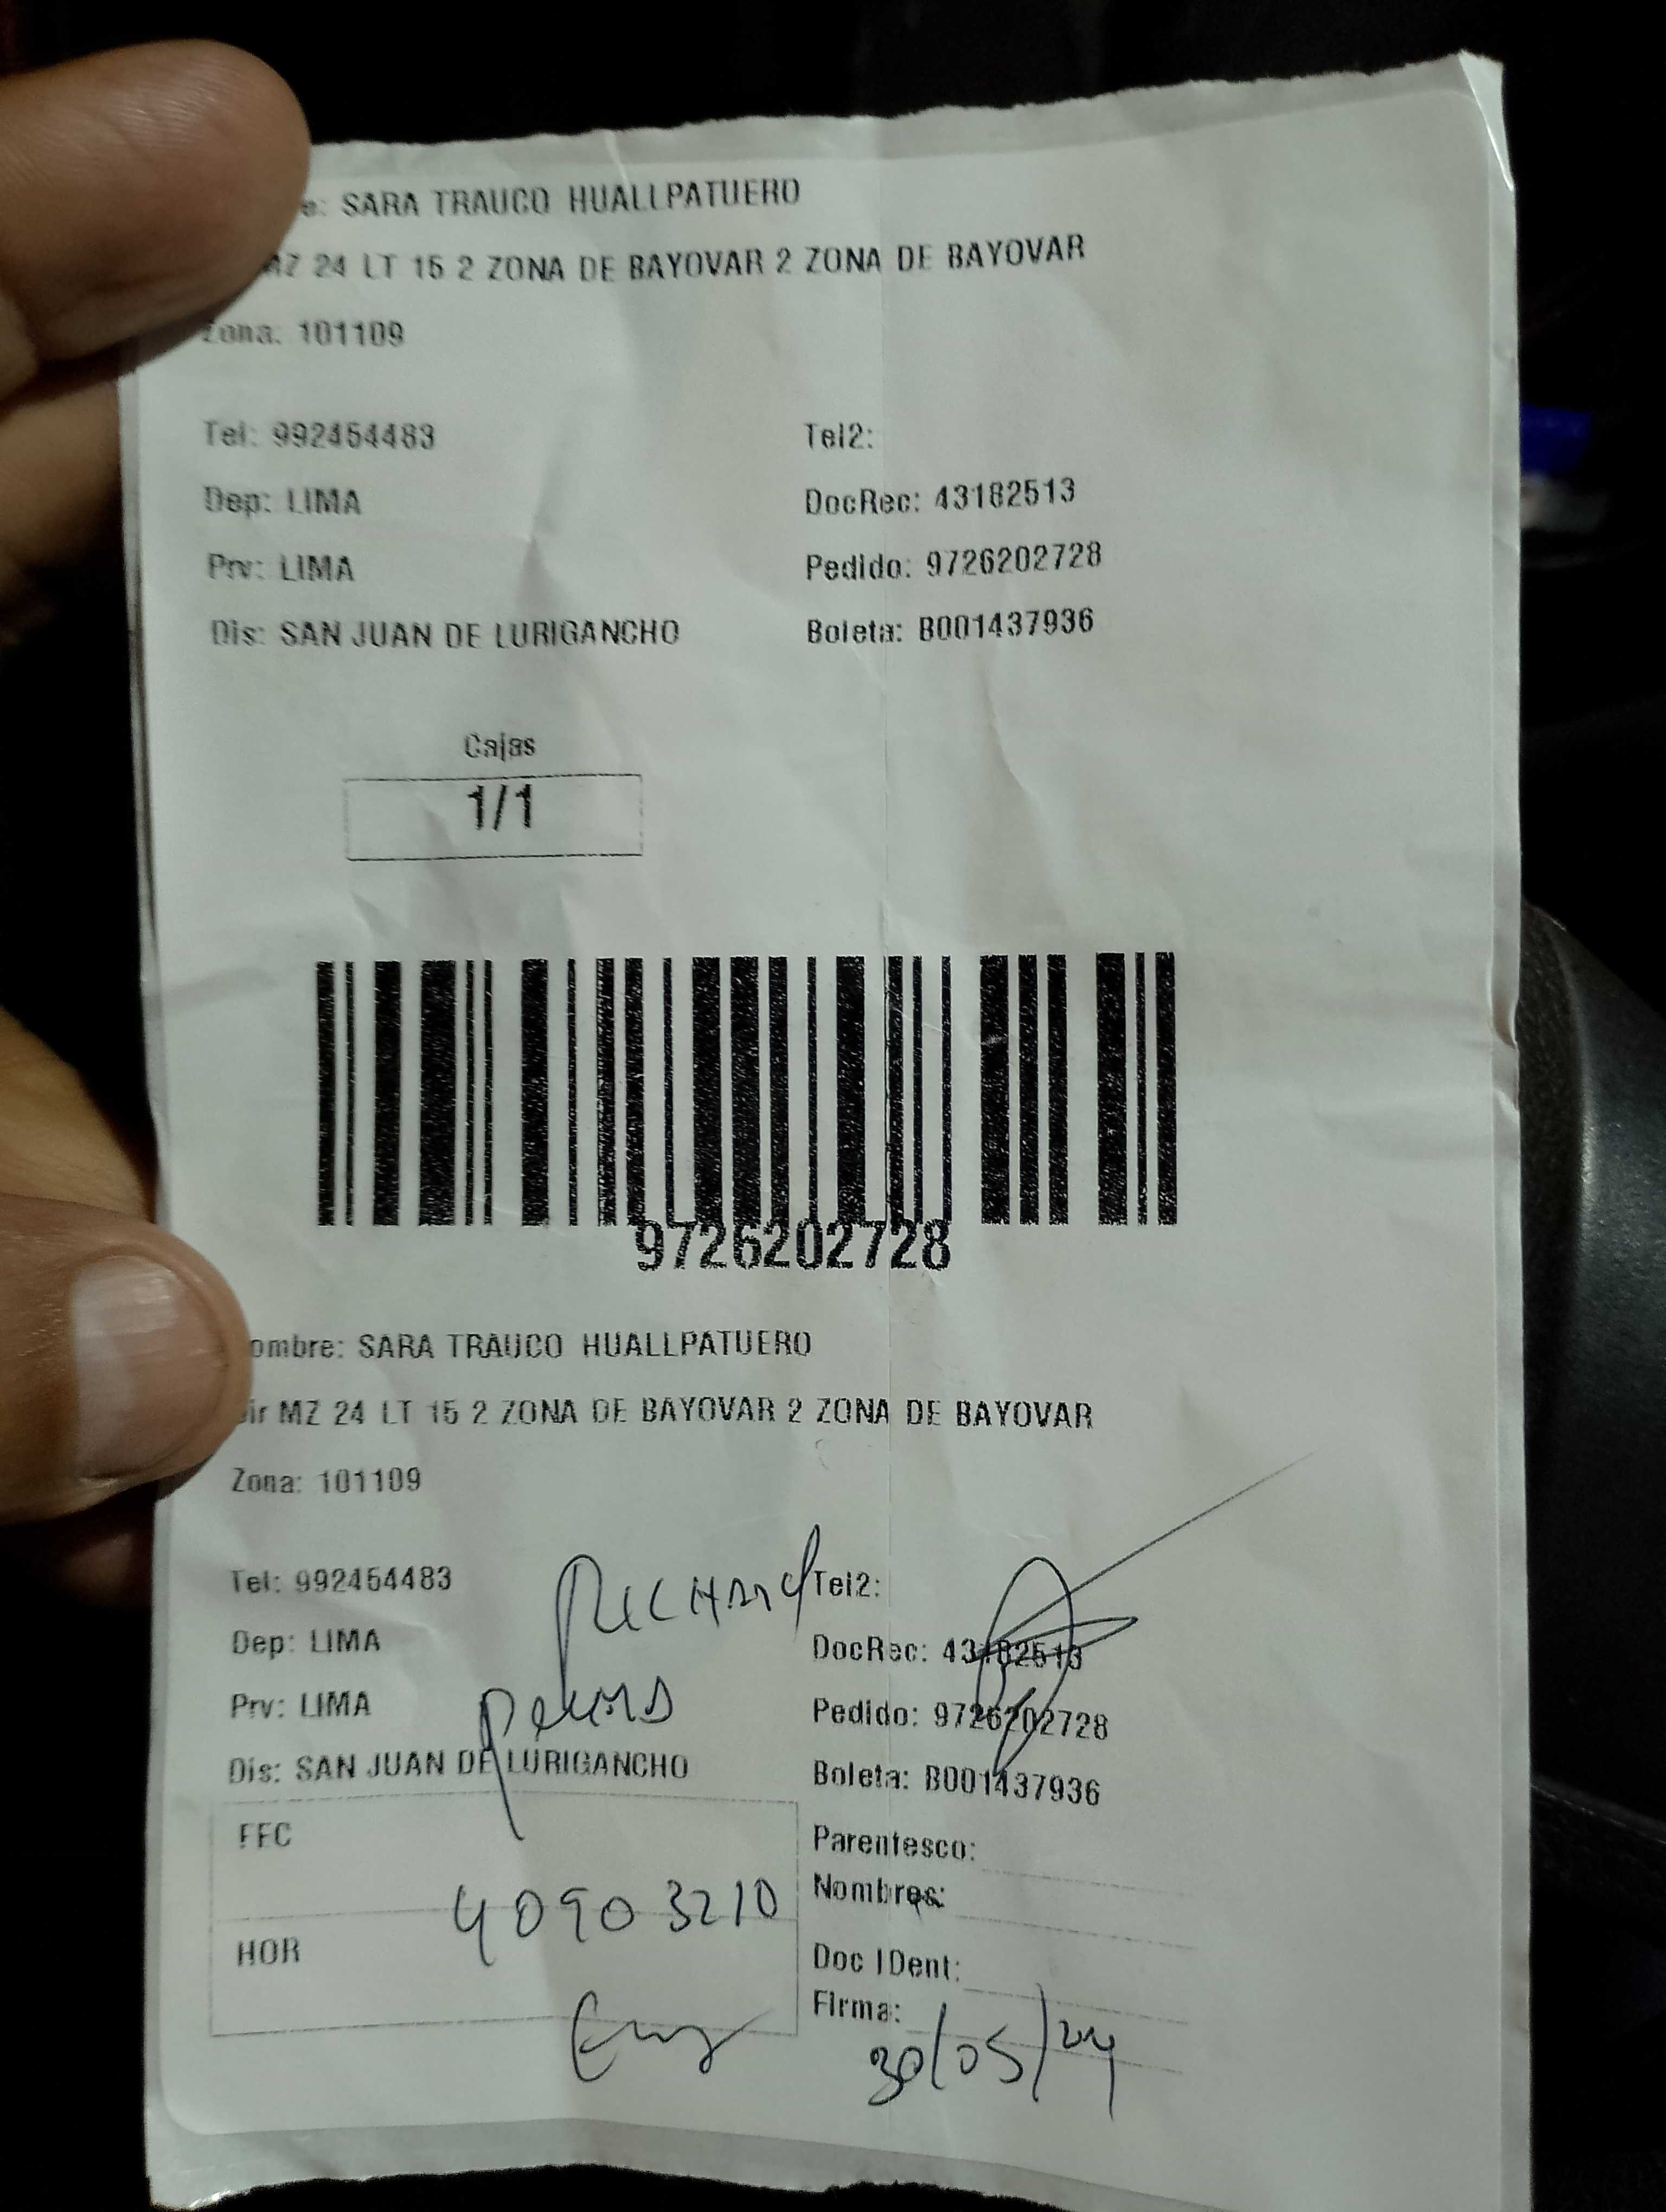 e: SARA TRAUCO HUALLPATUERO
MZ 24 LT 15 2 ZONA DE BAYOVAR 2 ZONA DE BAYOVAR
Zona: 101109
Tel: 992454483 Tel2:
Dep: LIMA DocRec: 43182513
Prv: LIMA Pedido: 9726202728
Dis: SAN JUAN DE LURIGANCHO Boleta: B001437936
Cajas
1/1
9726202728
ombre: SARA TRAUCO HUALLPATUERO
Dir MZ 24 LT 15 2 ZONA DE BAYOVAR 2 ZONA DE BAYOVAR
Zona: 101109
Tel: 992454483 Tel2:
Dep: LIMA DocRec: 43182513
Prv: LIMA Pedido: 9726202728
Dis: SAN JUAN DE LURIGANCHO Boleta: B001437936
FEC
Parentesco:
40903210
Nombres:
HOR
Doc IDent:
Firma:
30/05/24